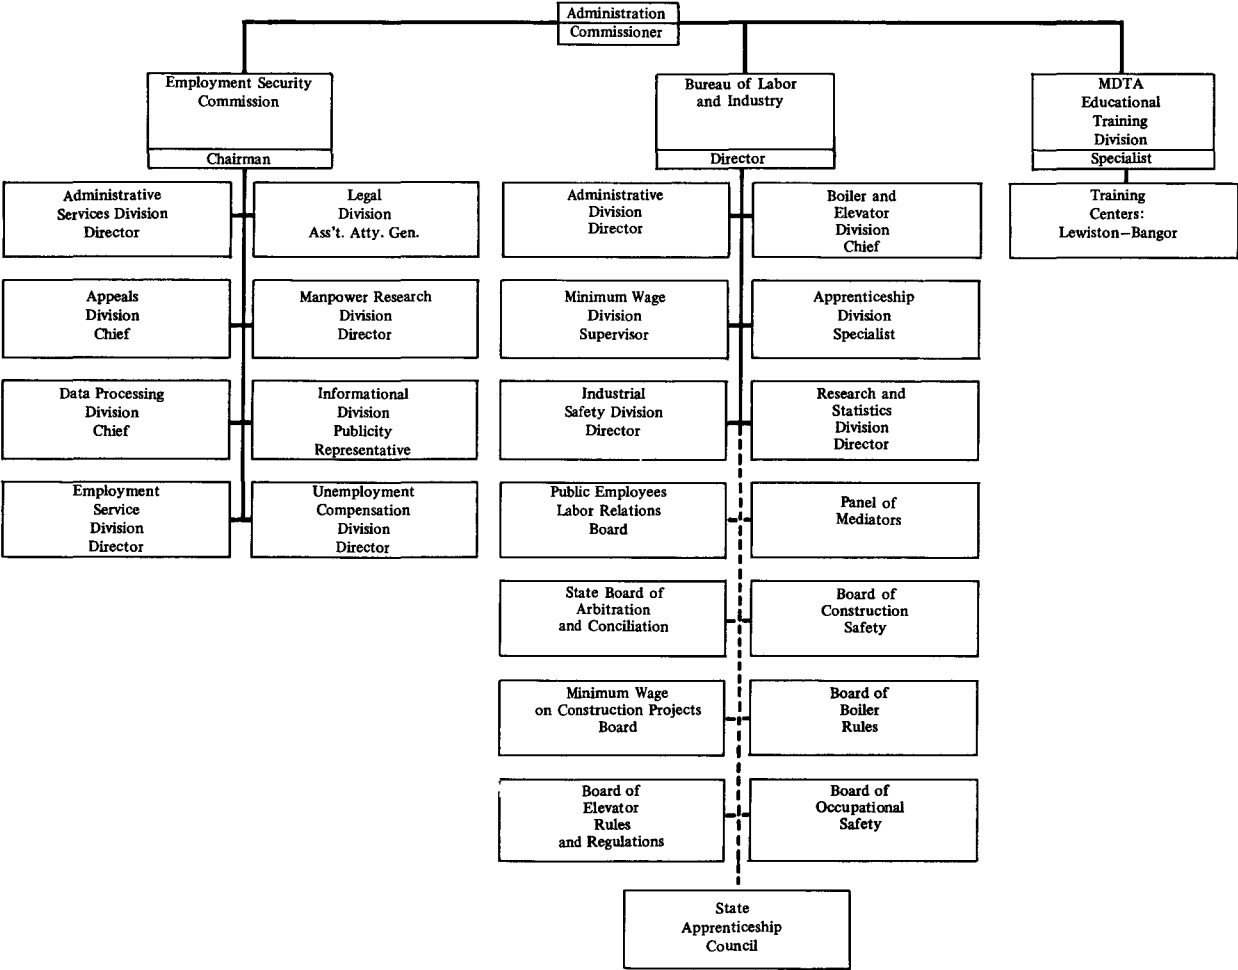 Administration
Commissioner
Employment Security
Commission
Chairman
Bureau of Labor
and Industry
Director
MDTA
Educational
Training
Division
Specialist
Administrative
Services Division
Director
Legal
Division
Ass't. Atty. Gen.
Administrative
Division
Director
Boiler and
Elevator
Division
Chief
Training
Centers:
Lewiston–Bangor
Appeals
Division
Chief
Manpower Research
Division
Director
Minimum Wage
Division
Supervisor
Apprenticeship
Division
Specialist
Data Processing
Division
Chief
Informational
Division
Publicity
Representative
Industrial
Safety Division
Director
Research and
Statistics
Division
Director
Employment
Service
Division
Director
Unemployment
Compensation
Division
Director
Public Employees
Labor Relations
Board
Panel of
Mediators
State Board of
Arbitration
and Conciliation
Board of
Construction
Safety
Minimum Wage
on Construction Projects
Board
Board of
Boiler
Rules
Board of
Elevator
Rules
and Regulations
Board of
Occupational
Safety
State
Apprenticeship
Council